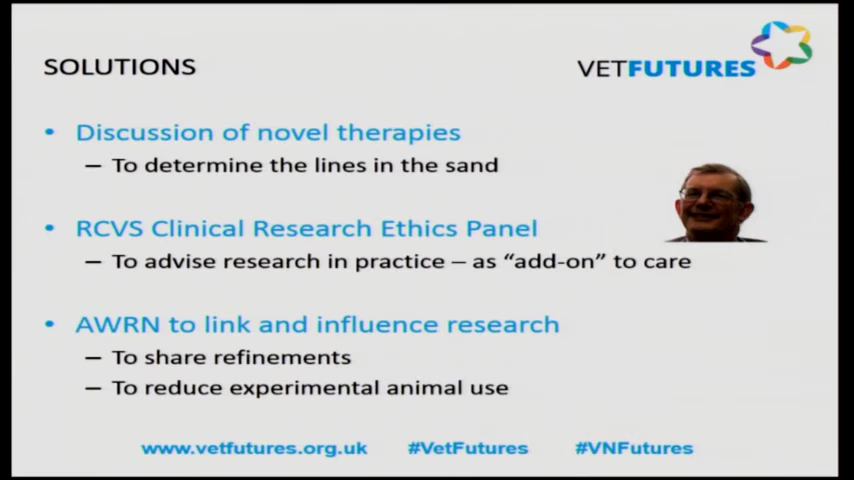 SOLUTIONS
VETFUTURES
• Discussion of novel therapies
– To determine the lines in the sand
• RCVS Clinical Research Ethics Panel
– To advise research in practice – as “add-on” to care
• AWRN to link and influence research
– To share refinements
– To reduce experimental animal use
www.vetfutures.org.uk #VetFutures #VNFutures